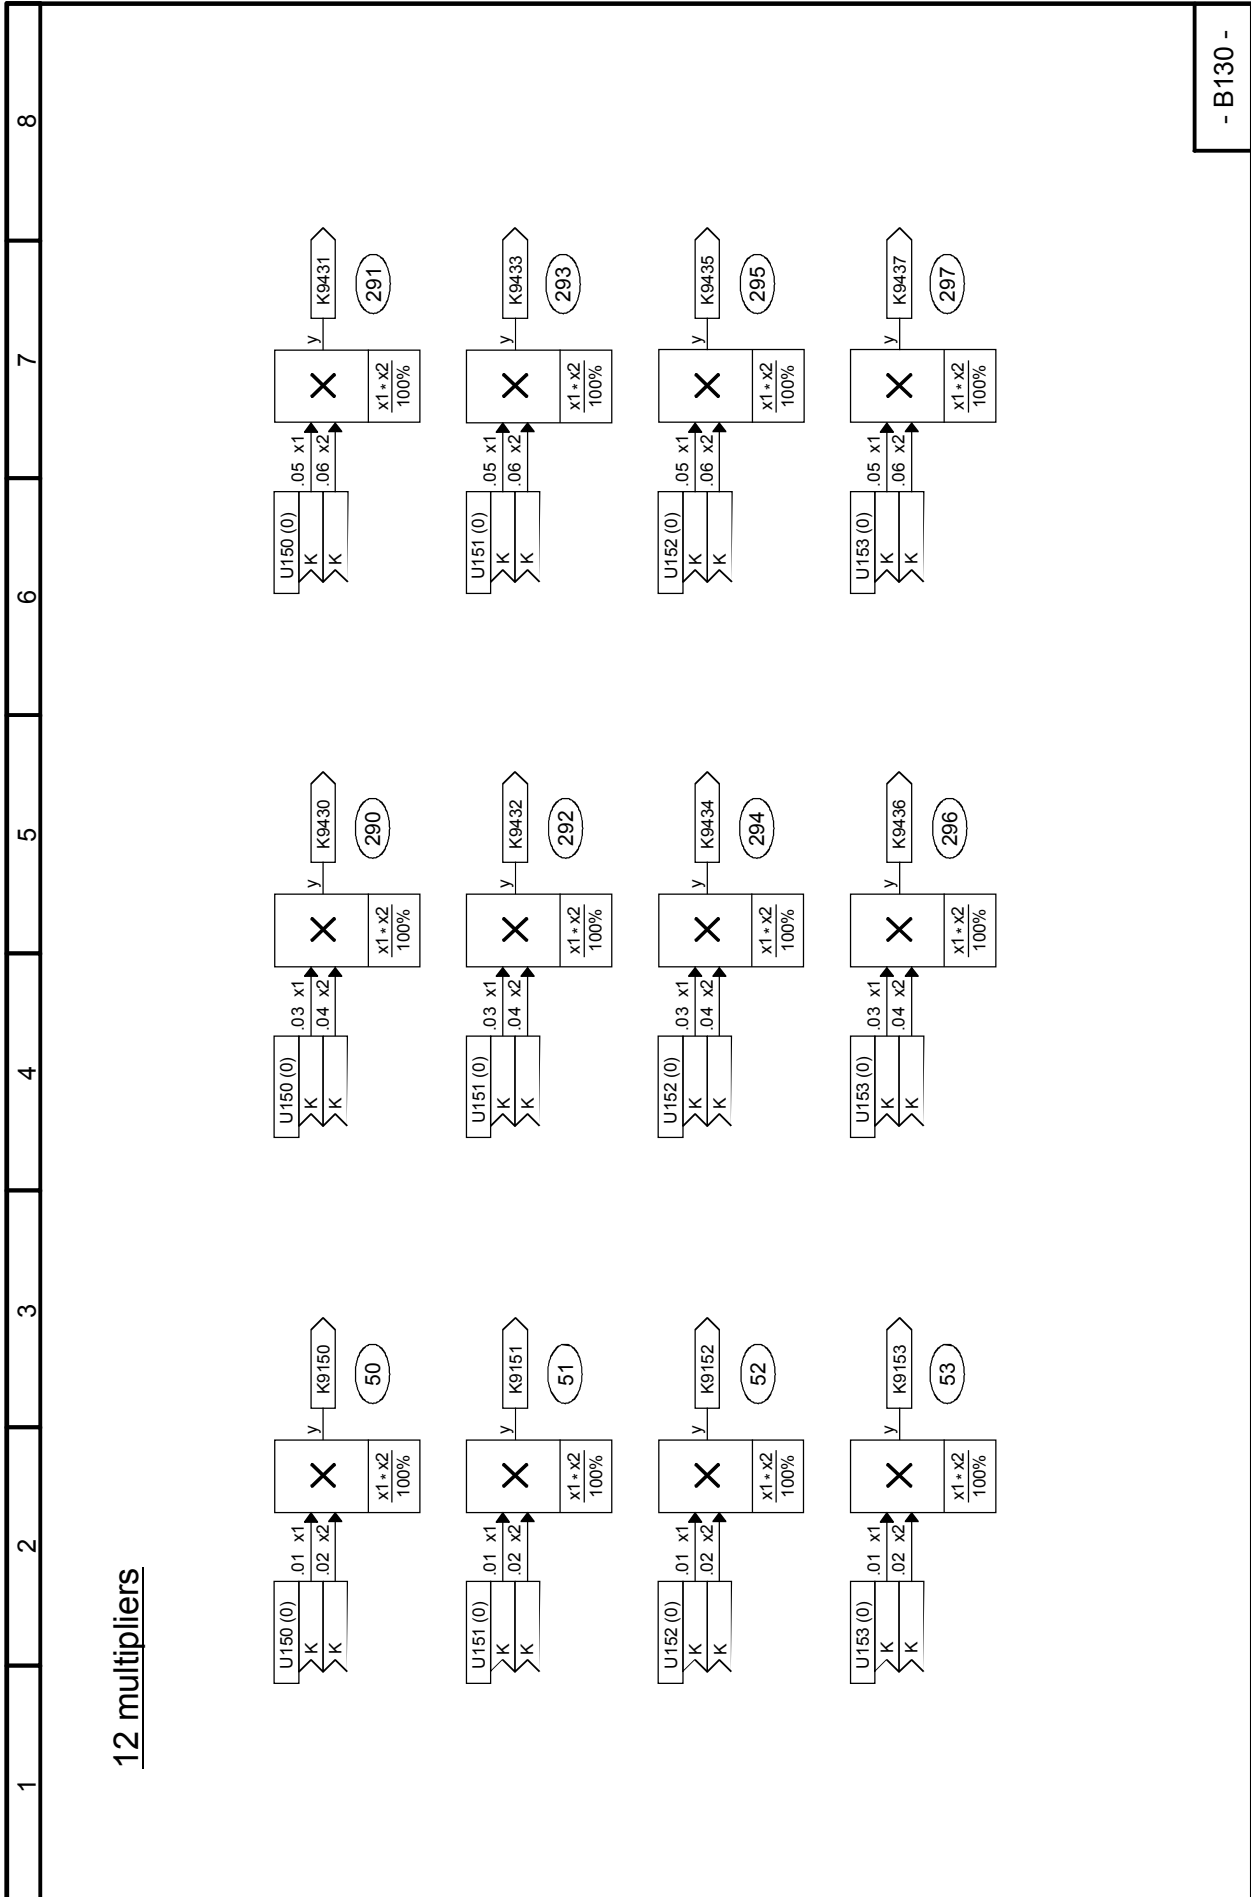 1 2 3 4 5 6 7 8
12 multipliers
U150 (0)
K .01 x1
K .02 x2
x1 * x2
100%
y
K9150
50
U150 (0)
K .03 x1
K .04 x2
x1 * x2
100%
y
K9430
290
U150 (0)
K .05 x1
K .06 x2
x1 * x2
100%
y
K9431
291
U151 (0)
K .01 x1
K .02 x2
x1 * x2
100%
y
K9151
51
U151 (0)
K .03 x1
K .04 x2
x1 * x2
100%
y
K9432
292
U151 (0)
K .05 x1
K .06 x2
x1 * x2
100%
y
K9433
293
U152 (0)
K .01 x1
K .02 x2
x1 * x2
100%
y
K9152
52
U152 (0)
K .03 x1
K .04 x2
x1 * x2
100%
y
K9434
294
U152 (0)
K .05 x1
K .06 x2
x1 * x2
100%
y
K9435
295
U153 (0)
K .01 x1
K .02 x2
x1 * x2
100%
y
K9153
53
U153 (0)
K .03 x1
K .04 x2
x1 * x2
100%
y
K9436
296
U153 (0)
K .05 x1
K .06 x2
x1 * x2
100%
y
K9437
297
- B130 -